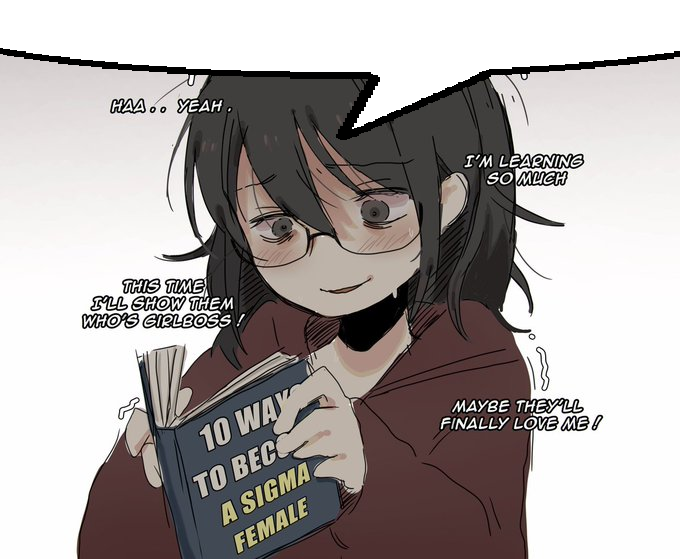 HAA.. YEAH.
I'M LEARNING
SO MUCH
THIS TIME
I'LL SHOW THEM
WHO'S GIRLBOSS!
MAYBE THEY'LL
FINALLY LOVE ME!
10 WAY
TO BEC
A SIGMA
FEMALE